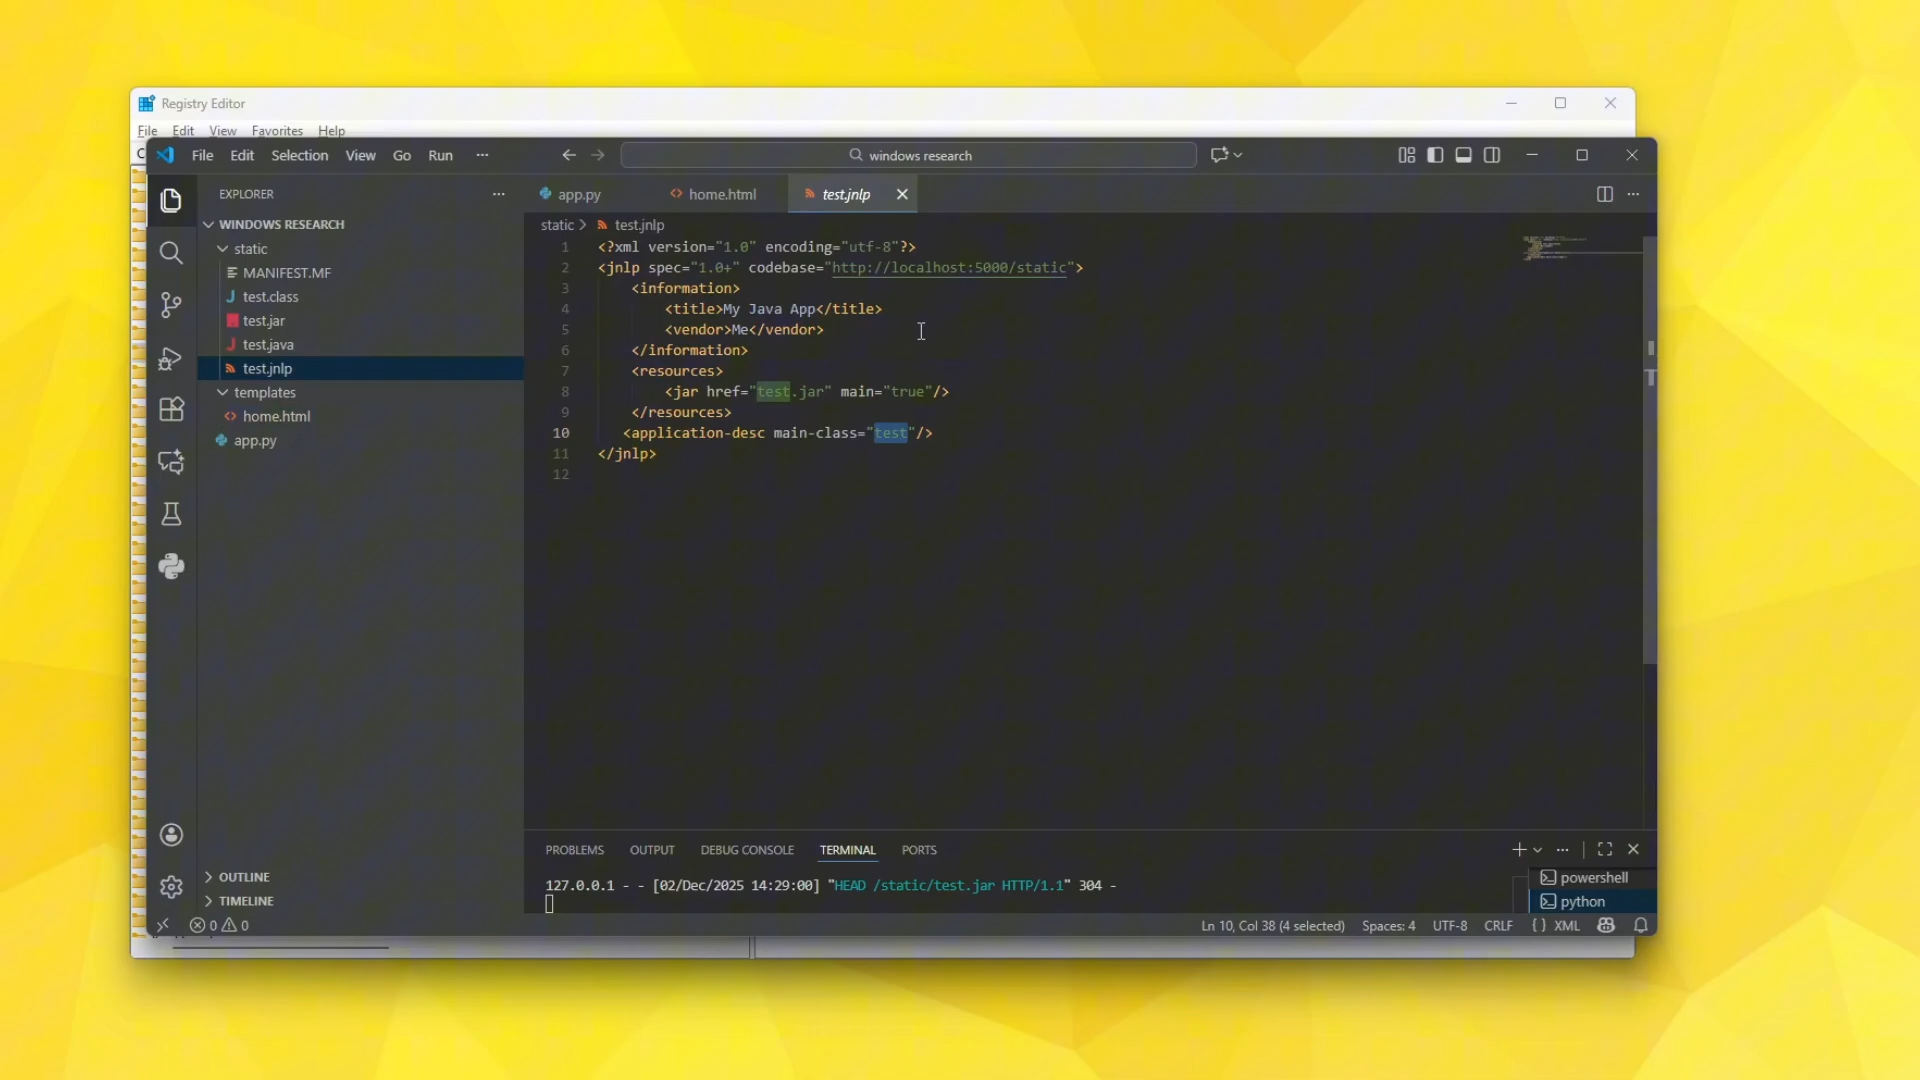 Registry Editor
File Edit View Favorites Help
File Edit Selection View Go Run ···
windows research
EXPLORER
app.py
home.html
test.jnlp
WINDOWS RESEARCH
static > test.jnlp
static
MANIFEST.MF
test.class
test.jar
test.java
test.jnlp
templates
home.html
app.py
1 <?xml version="1.0" encoding="utf-8"?>
2 <jnlp spec="1.0+" codebase="http://localhost:5000/static">
3 <information>
4 <title>My Java App</title>
5 <vendor>Me</vendor>
6 </information>
7 <resources>
8 <jar href="test.jar" main="true"/>
9 </resources>
10 <application-desc main-class="test"/>
11 </jnlp>
12
PROBLEMS OUTPUT DEBUG CONSOLE TERMINAL PORTS
127.0.0.1 - - [02/Dec/2025 14:29:00] "HEAD /static/test.jar HTTP/1.1" 304 -
powershell
python
OUTLINE
TIMELINE
0 0
Ln 10, Col 38 (4 selected) Spaces: 4 UTF-8 CRLF { } XML